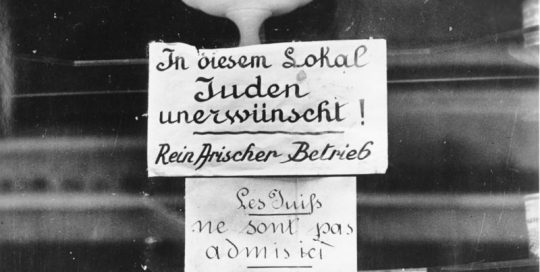 In diesem Lokal
Juden
unerwünscht!
Rein Arischer Betrieb
Les Juifs
ne sont pas
admis ici